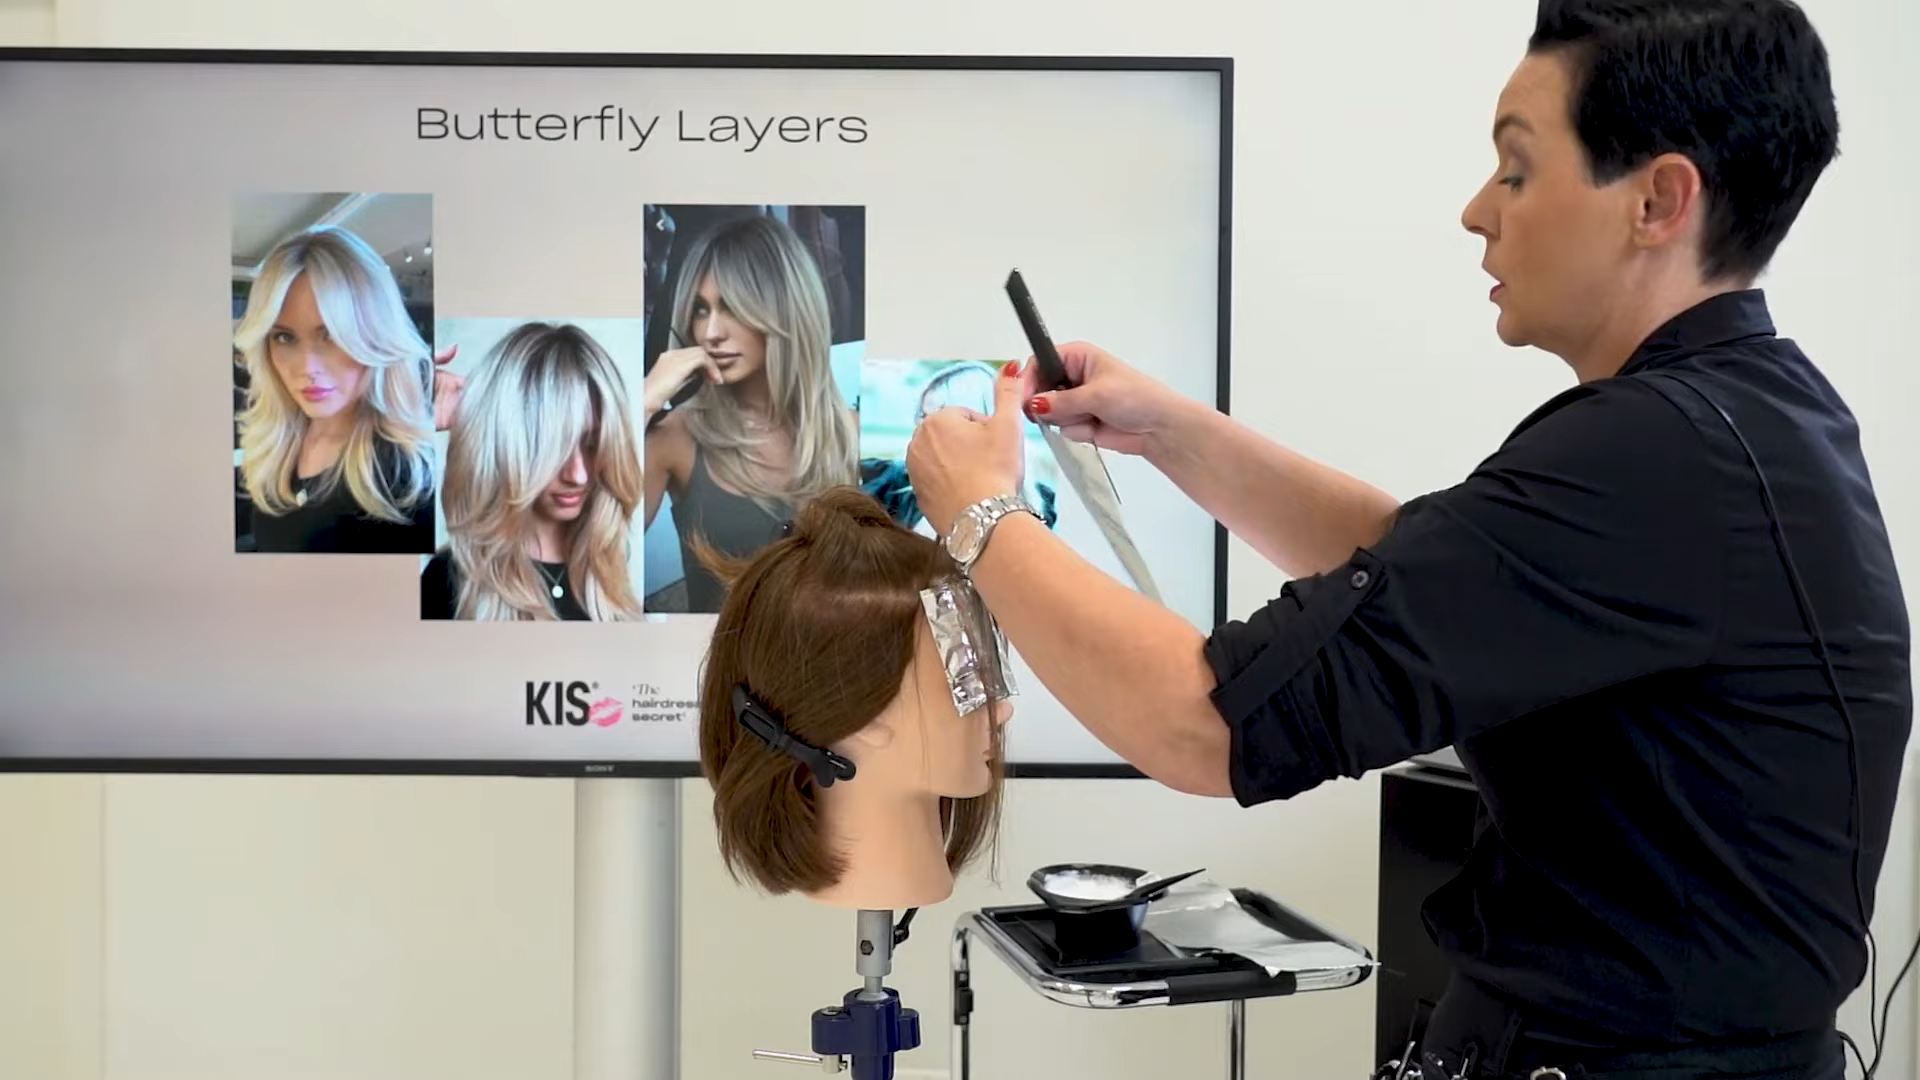 Butterfly Layers
KIS®
'The
hairdres
secret'
SONY